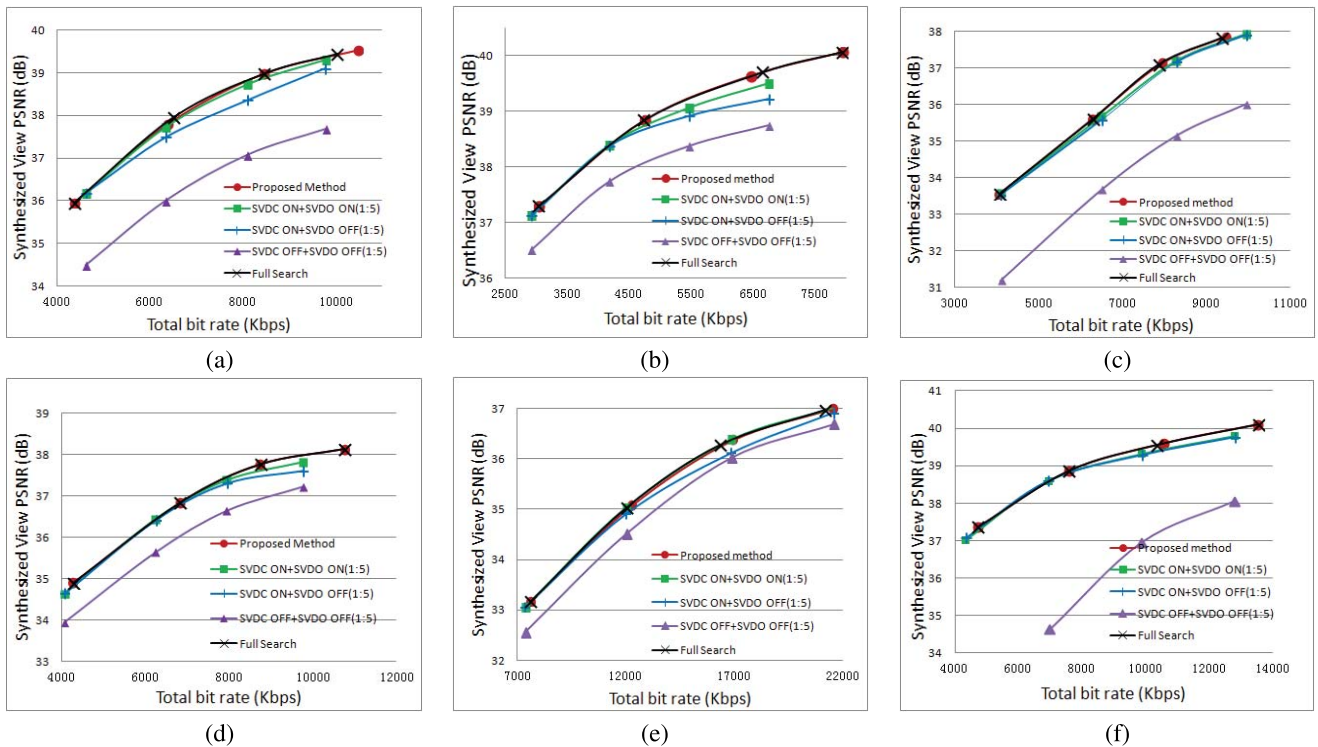 Synthesized View PSNR (dB)
40
39
38
37
36
35
34
4000
6000
8000
10000
Total bit rate (Kbps)
Proposed Method
SVDC ON+SVDO ON(1:5)
SVDC ON+SVDO OFF(1:5)
SVDC OFF+SVDO OFF(1:5)
Full Search
(a)
Synthesized View PSNR (dB)
40
39
38
37
36
2500
3500
4500
5500
6500
7500
Total bit rate (Kbps)
Proposed method
SVDC ON+SVDO ON(1:5)
SVDC ON+SVDO OFF(1:5)
SVDC OFF+SVDO OFF(1:5)
Full Search
(b)
Synthesized View PSNR (dB)
38
37
36
35
34
33
32
31
3000
5000
7000
9000
11000
Total bit rate (Kbps)
Proposed method
SVDC ON+SVDO ON(1:5)
SVDC ON+SVDO OFF(1:5)
SVDC OFF+SVDO OFF(1:5)
Full Search
(c)
Synthesized View PSNR (dB)
39
38
37
36
35
34
33
4000
6000
8000
10000
12000
Total bit rate (Kbps)
Proposed Method
SVDC ON+SVDO ON(1:5)
SVDC ON+SVDO OFF(1:5)
SVDC OFF+SVDO OFF(1:5)
Full Search
(d)
Synthesized View PSNR (dB)
37
36
35
34
33
32
7000
12000
17000
22000
Total bit rate (Kbps)
Proposed method
SVDC ON+SVDO ON(1:5)
SVDC ON+SVDO OFF(1:5)
SVDC OFF+SVDO OFF(1:5)
Full Search
(e)
Synthesized View PSNR (dB)
41
40
39
38
37
36
35
34
4000
6000
8000
10000
12000
14000
Total bit rate (Kbps)
Proposed method
SVDC ON+SVDO ON(1:5)
SVDC ON+SVDO OFF(1:5)
SVDC OFF+SVDO OFF(1:5)
Full Search
(f)